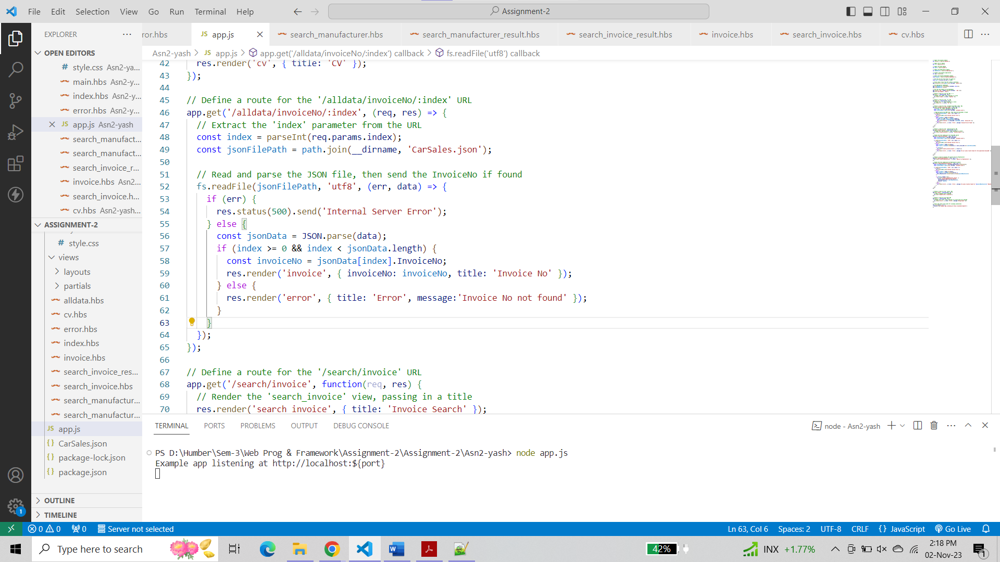 File Edit Selection View Go Run Terminal Help
Assignment-2
EXPLORER
ror.hbs
JS app.js
search_manufacturer.hbs
search_manufacturer_result.hbs
search_invoice_result.hbs
invoice.hbs
search_invoice.hbs
cv.hbs
OPEN EDITORS
# style.css Asn2-ya...
main.hbs Asn2-y...
index.hbs Asn2-y...
error.hbs Asn2-y...
JS app.js Asn2-yash
search_manufact...
search_manufact...
search_invoice_r...
invoice.hbs Asn2...
search_invoice.h...
cv.hbs Asn2-yash...
ASSIGNMENT-2
# style.css
views
layouts
partials
alldata.hbs
cv.hbs
error.hbs
index.hbs
invoice.hbs
search_invoice_res...
search_invoice.hbs
search_manufactur...
search_manufactur...
JS app.js
{} CarSales.json
{} package-lock.json
{} package.json
OUTLINE
TIMELINE
Asn2-yash > JS app.js > app.get('/alldata/invoiceNo/:index') callback > fs.readFile('utf8') callback
42 res.render('cv', { title: 'CV' });
43 });
44
45 // Define a route for the '/alldata/invoiceNo/:index' URL
46 app.get('/alldata/invoiceNo/:index', (req, res) => {
47 // Extract the 'index' parameter from the URL
48 const index = parseInt(req.params.index);
49 const jsonFilePath = path.join(__dirname, 'CarSales.json');
50
51 // Read and parse the JSON file, then send the InvoiceNo if found
52 fs.readFile(jsonFilePath, 'utf8', (err, data) => {
53 if (err) {
54 res.status(500).send('Internal Server Error');
55 } else {
56 const jsonData = JSON.parse(data);
57 if (index >= 0 && index < jsonData.length) {
58 const invoiceNo = jsonData[index].InvoiceNo;
59 res.render('invoice', { invoiceNo: invoiceNo, title: 'Invoice No' });
60 } else {
61 res.render('error', { title: 'Error', message:'Invoice No not found' });
62 }
63 }
64 });
65 });
66
67 // Define a route for the '/search/invoice' URL
68 app.get('/search/invoice', function(req, res) {
69 // Render the 'search_invoice' view, passing in a title
70 res.render('search_invoice', { title: 'Invoice Search' });
TERMINAL PORTS PROBLEMS OUTPUT DEBUG CONSOLE
node - Asn2-yash
PS D:\Humber\Sem-3\Web Prog & Framework\Assignment-2\Assignment-2\Asn2-yash> node app.js
Example app listening at http://localhost:${port}
1
0 0 0 Server not selected
Ln 63, Col 6 Spaces: 2 UTF-8 CRLF {} JavaScript Go Live
Type here to search
42%
INX +1.77%
2:18 PM
02-Nov-23
1